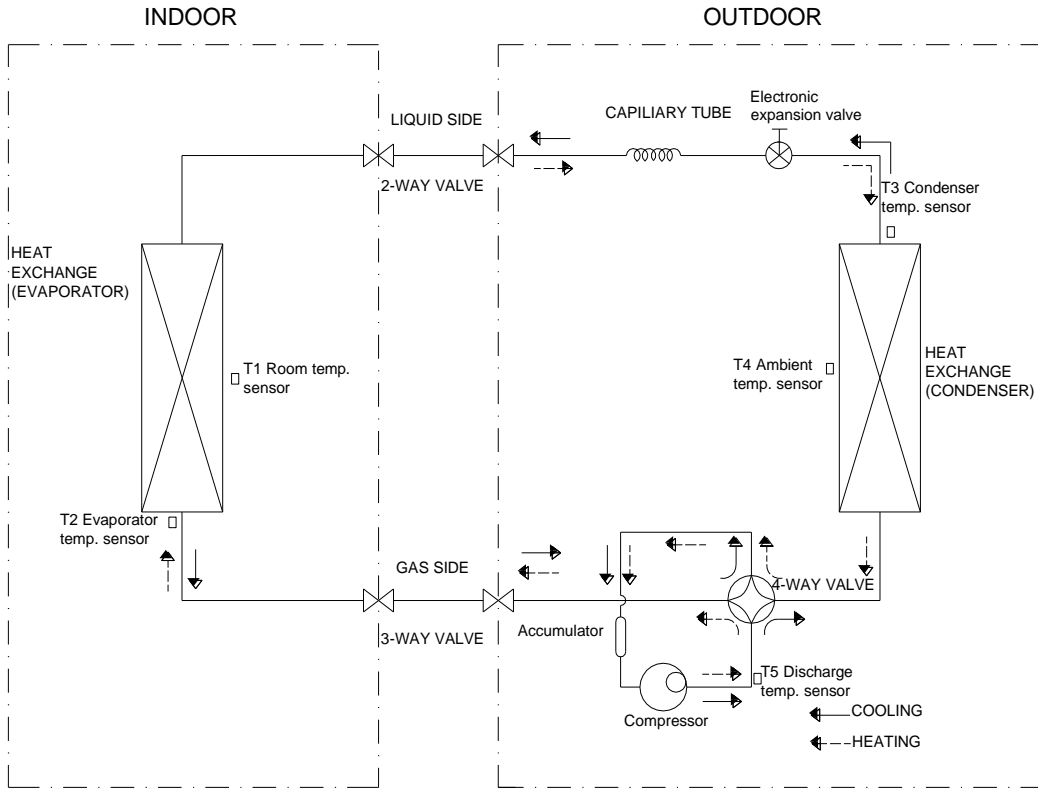 INDOOR
OUTDOOR
LIQUID SIDE
2-WAY VALVE
CAPILIARY TUBE
Electronic
expansion valve
T3 Condenser
temp. sensor
HEAT
EXCHANGE
(EVAPORATOR)
T1 Room temp.
sensor
T4 Ambient
temp. sensor
HEAT
EXCHANGE
(CONDENSER)
T2 Evaporator
temp. sensor
GAS SIDE
3-WAY VALVE
4-WAY VALVE
Accumulator
Compressor
T5 Discharge
temp. sensor
COOLING
HEATING